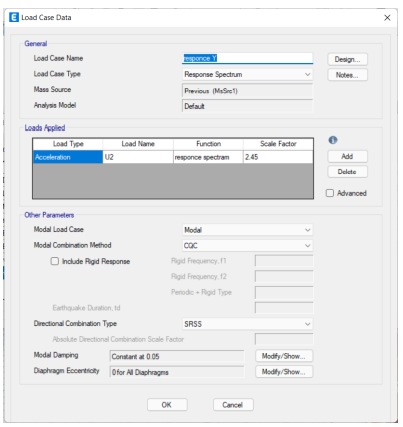 E Load Case Data
General
Load Case Name responce Y Design...
Load Case Type Response Spectrum Notes...
Mass Source Previous (MsSrc1)
Analysis Model Default
Loads Applied
Load Type Load Name Function Scale Factor
Acceleration U2 responce spectram 2.45
Add
Delete
Advanced
Other Parameters
Modal Load Case Modal
Modal Combination Method CQC
Include Rigid Response Rigid Frequency, f1
Rigid Frequency, f2
Periodic + Rigid Type
Earthquake Duration, td
Directional Combination Type SRSS
Absolute Directional Combination Scale Factor
Modal Damping Constant at 0.05 Modify/Show...
Diaphragm Eccentricity 0 for All Diaphragms Modify/Show...
OK Cancel